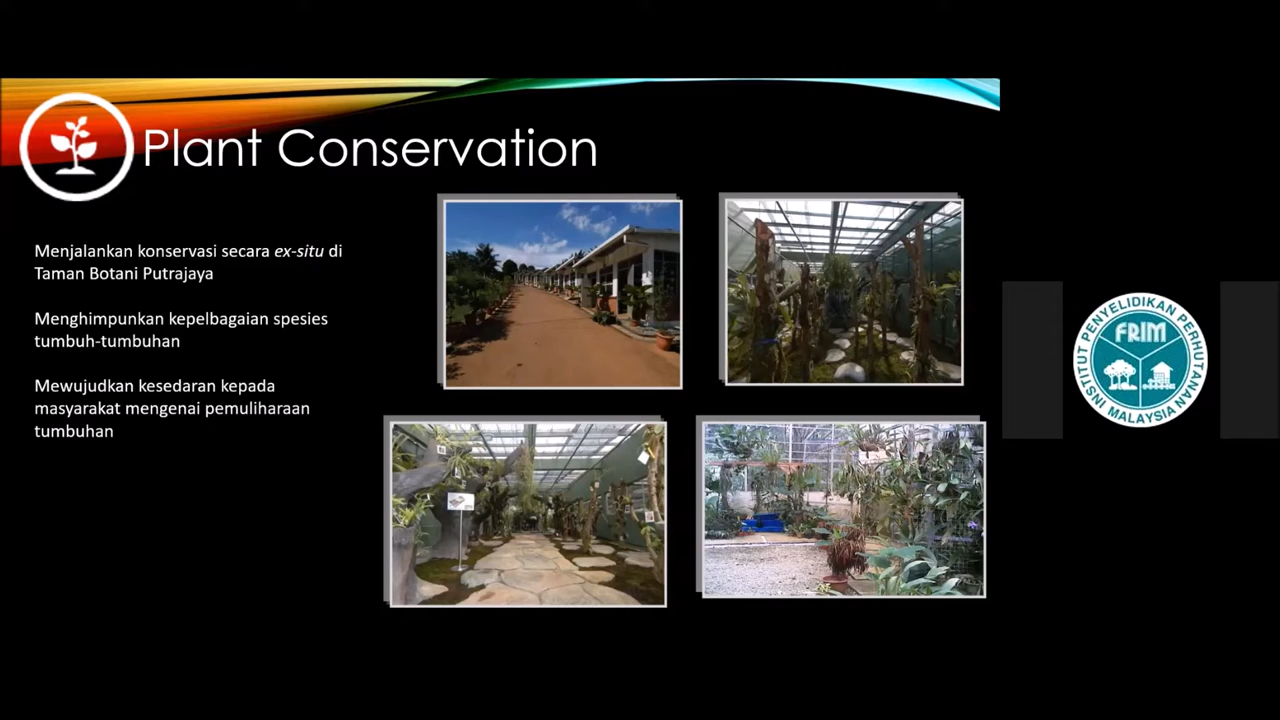 Plant Conservation
Menjalankan konservasi secara ex-situ di
Taman Botani Putrajaya
Menghimpunkan kepelbagaian spesies
tumbuh-tumbuhan
Mewujudkan kesedaran kepada
masyarakat mengenai pemuliharaan
tumbuhan
INSTITUT PENYELIDIKAN PERHUTANAN
FRIM
MALAYSIA